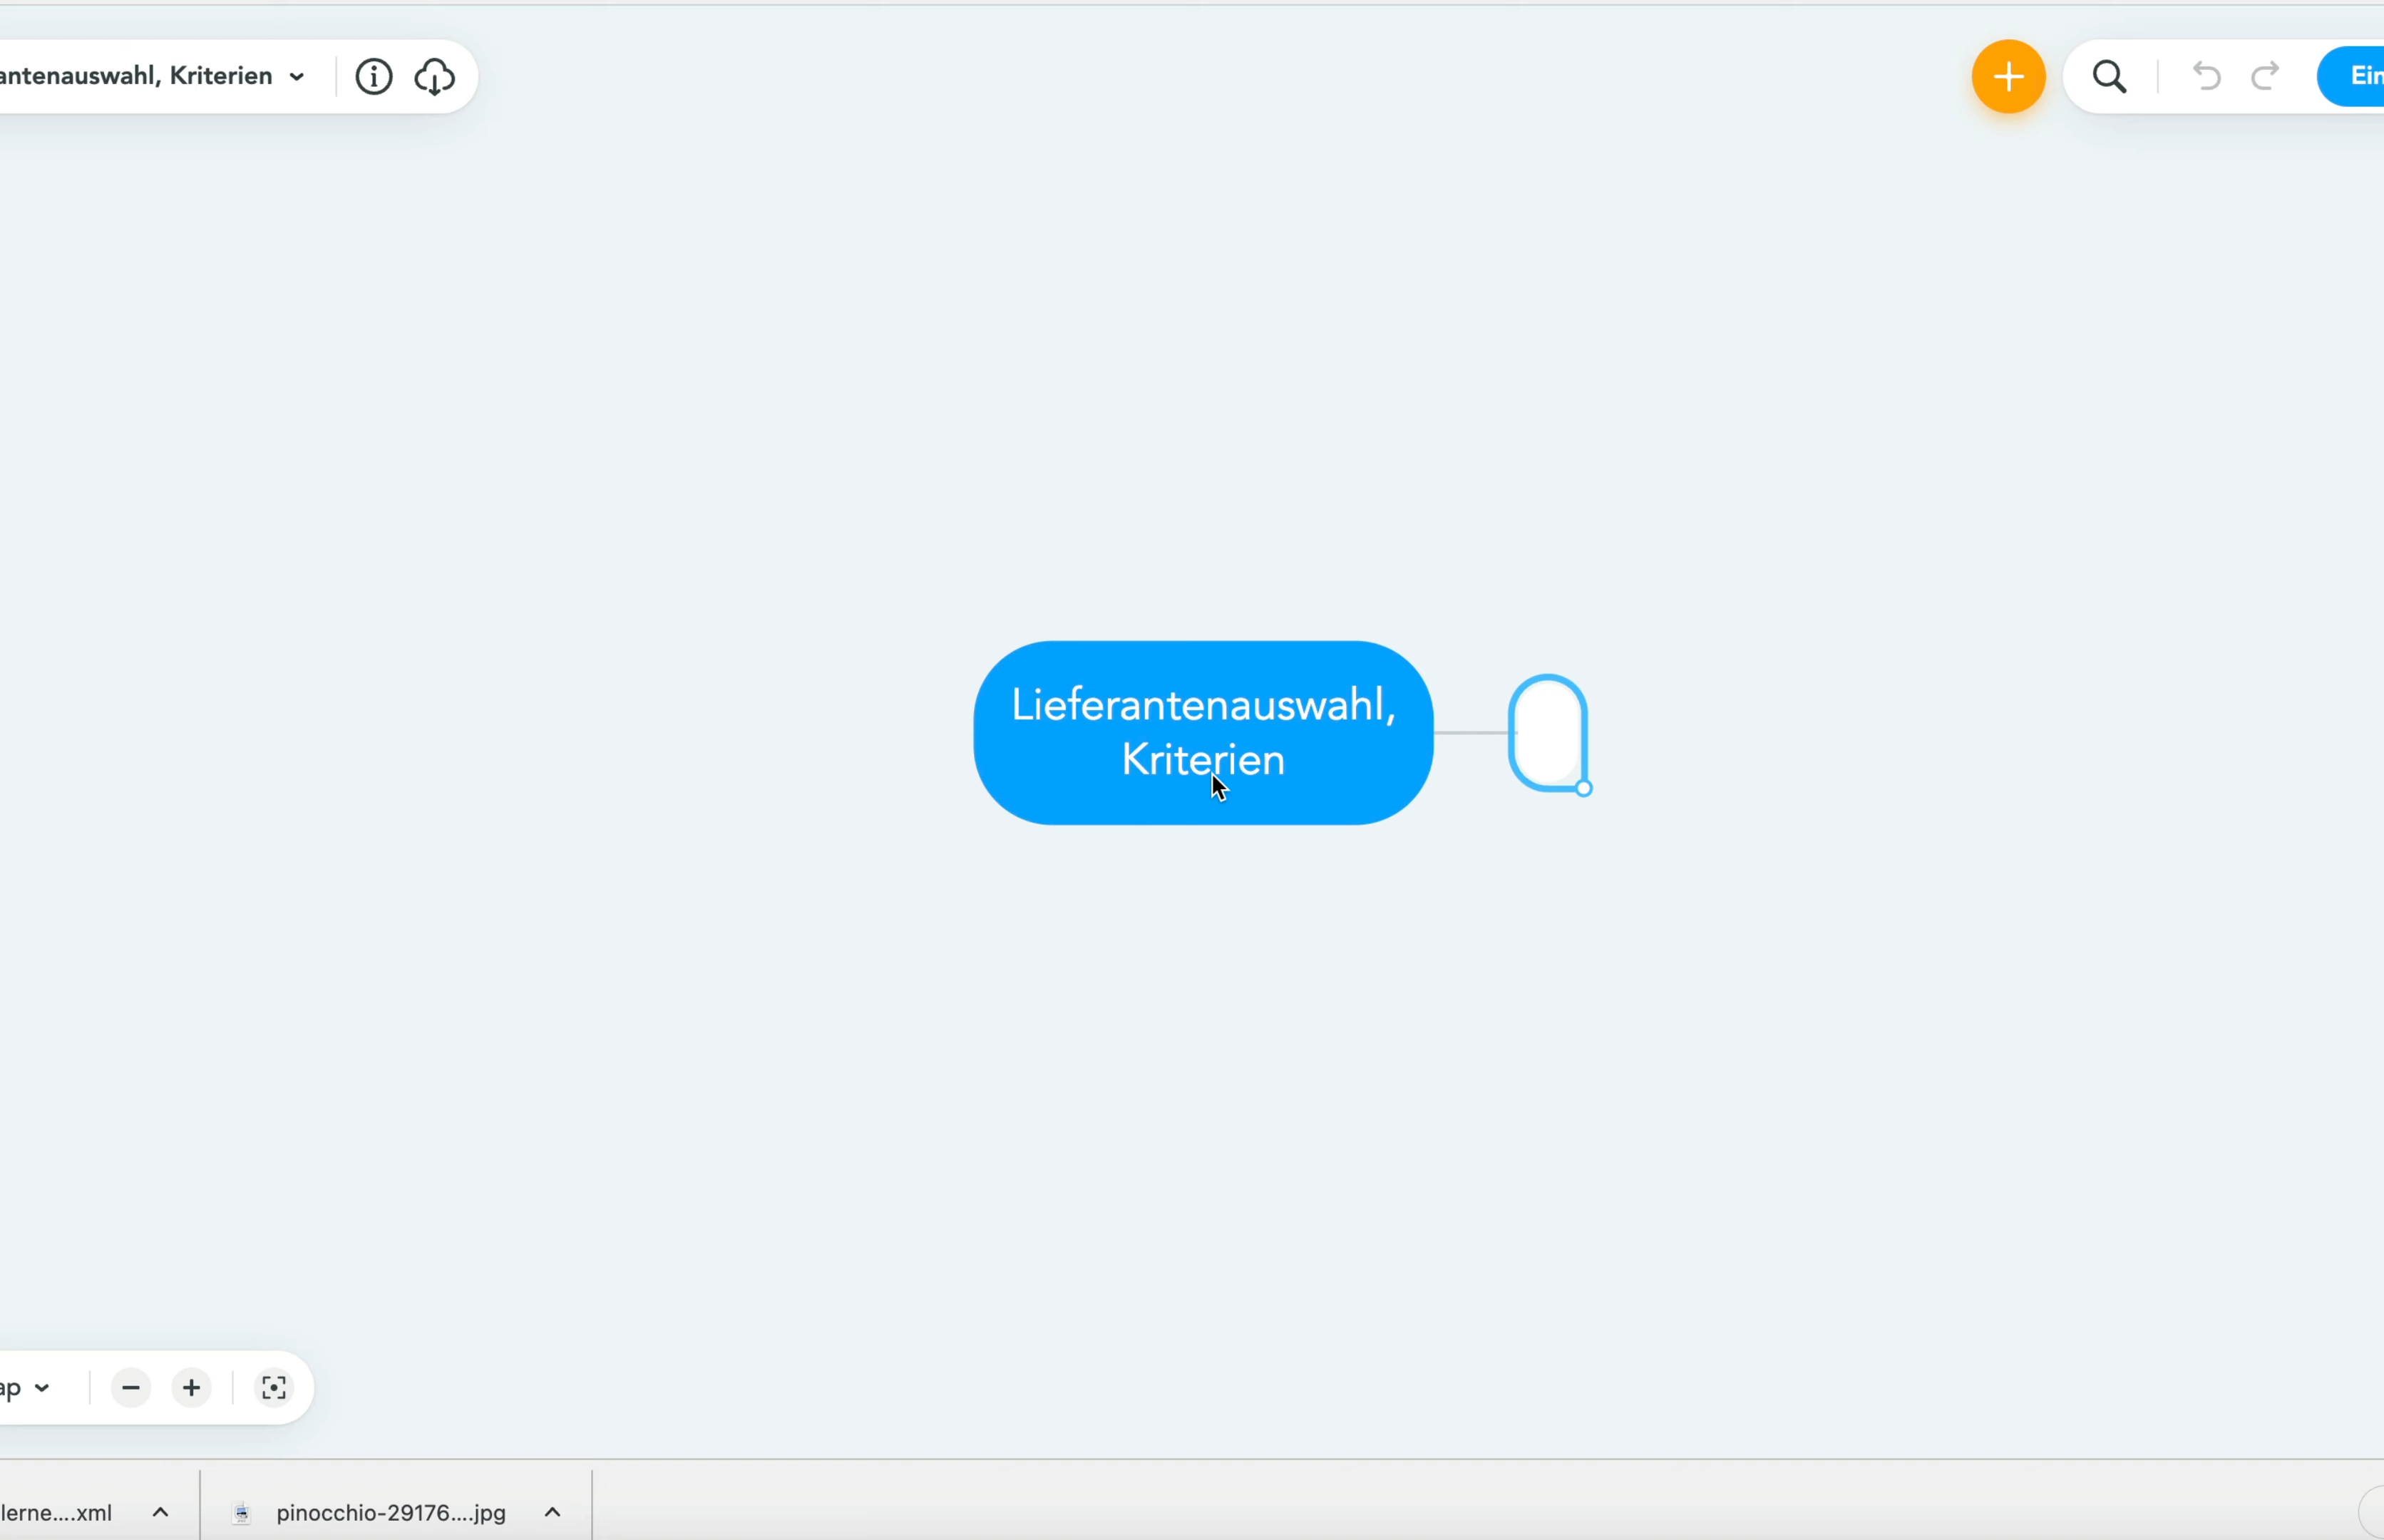 antenauswahl, Kriterien
Ein
Lieferantenauswahl,
Kriterien
ap
lerne....xml
pinocchio-29176....jpg